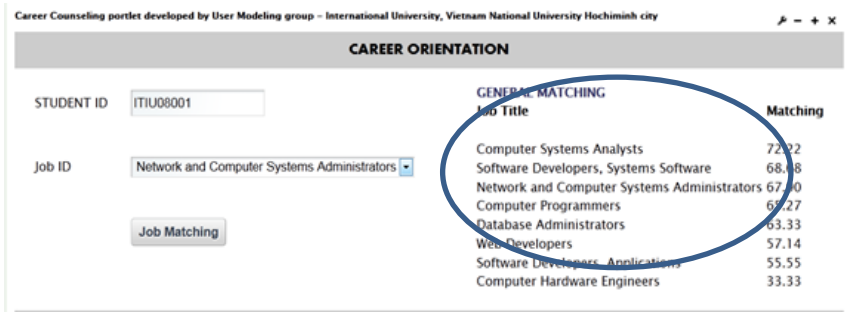 Career Counseling portlet developed by User Modeling group – International University, Vietnam National University Hochiminh city
CAREER ORIENTATION
STUDENT ID ITIU08001
Job ID Network and Computer Systems Administrators
Job Matching
GENERAL MATCHING
Job Title Matching
Computer Systems Analysts 72.22
Software Developers, Systems Software
Network and Computer Systems Administrators
Computer Programmers 65.27
Database Administrators 63.33
Web Developers 57.14
Software Developers, Applications 55.55
Computer Hardware Engineers 33.33